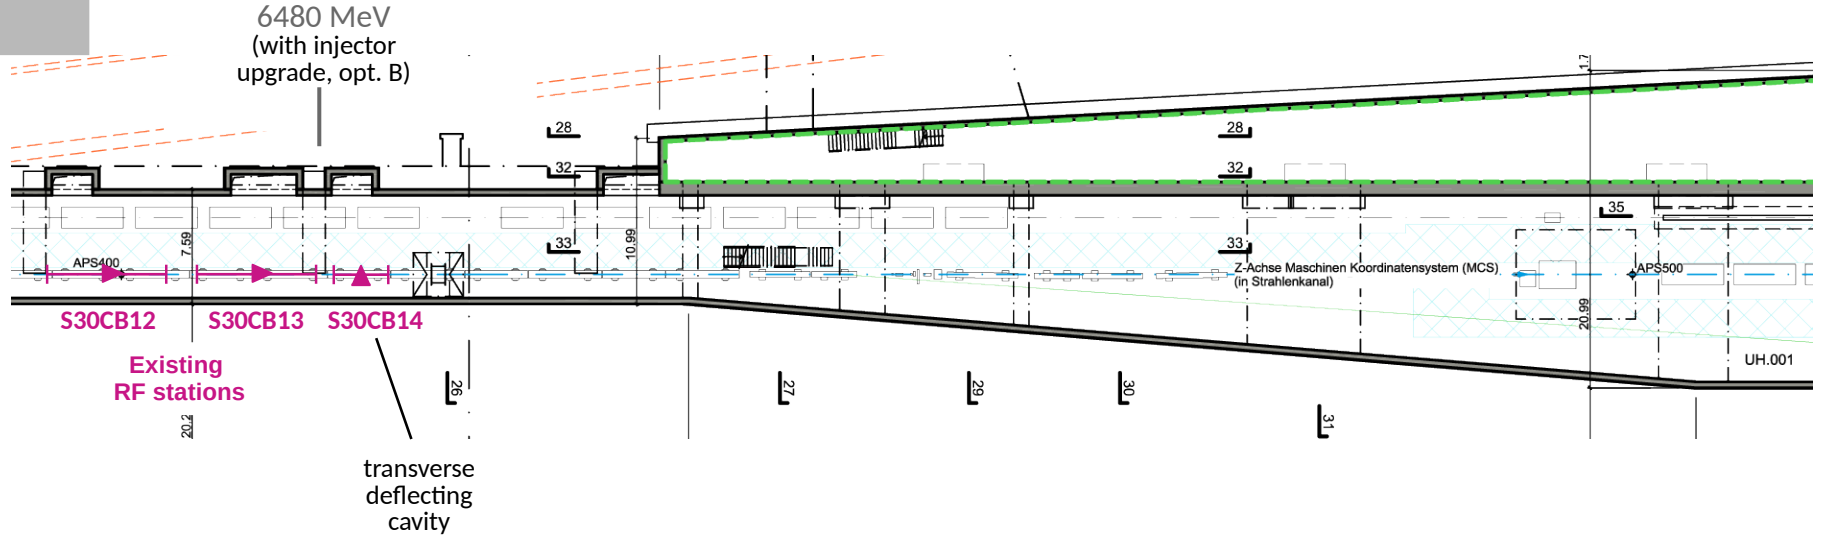 6480 MeV
(with injector
upgrade, opt. B)
1.7
28
28
32
32
35
33
33
7.59
10.99
APS400
Z-Achse Maschinen Koordinatensystem (MCS)
(in Strahlenkanal)
APS500
20.99
S30CB12
S30CB13
S30CB14
UH.001
Existing
RF stations
26
27
29
30
31
20.2
transverse
deflecting
cavity